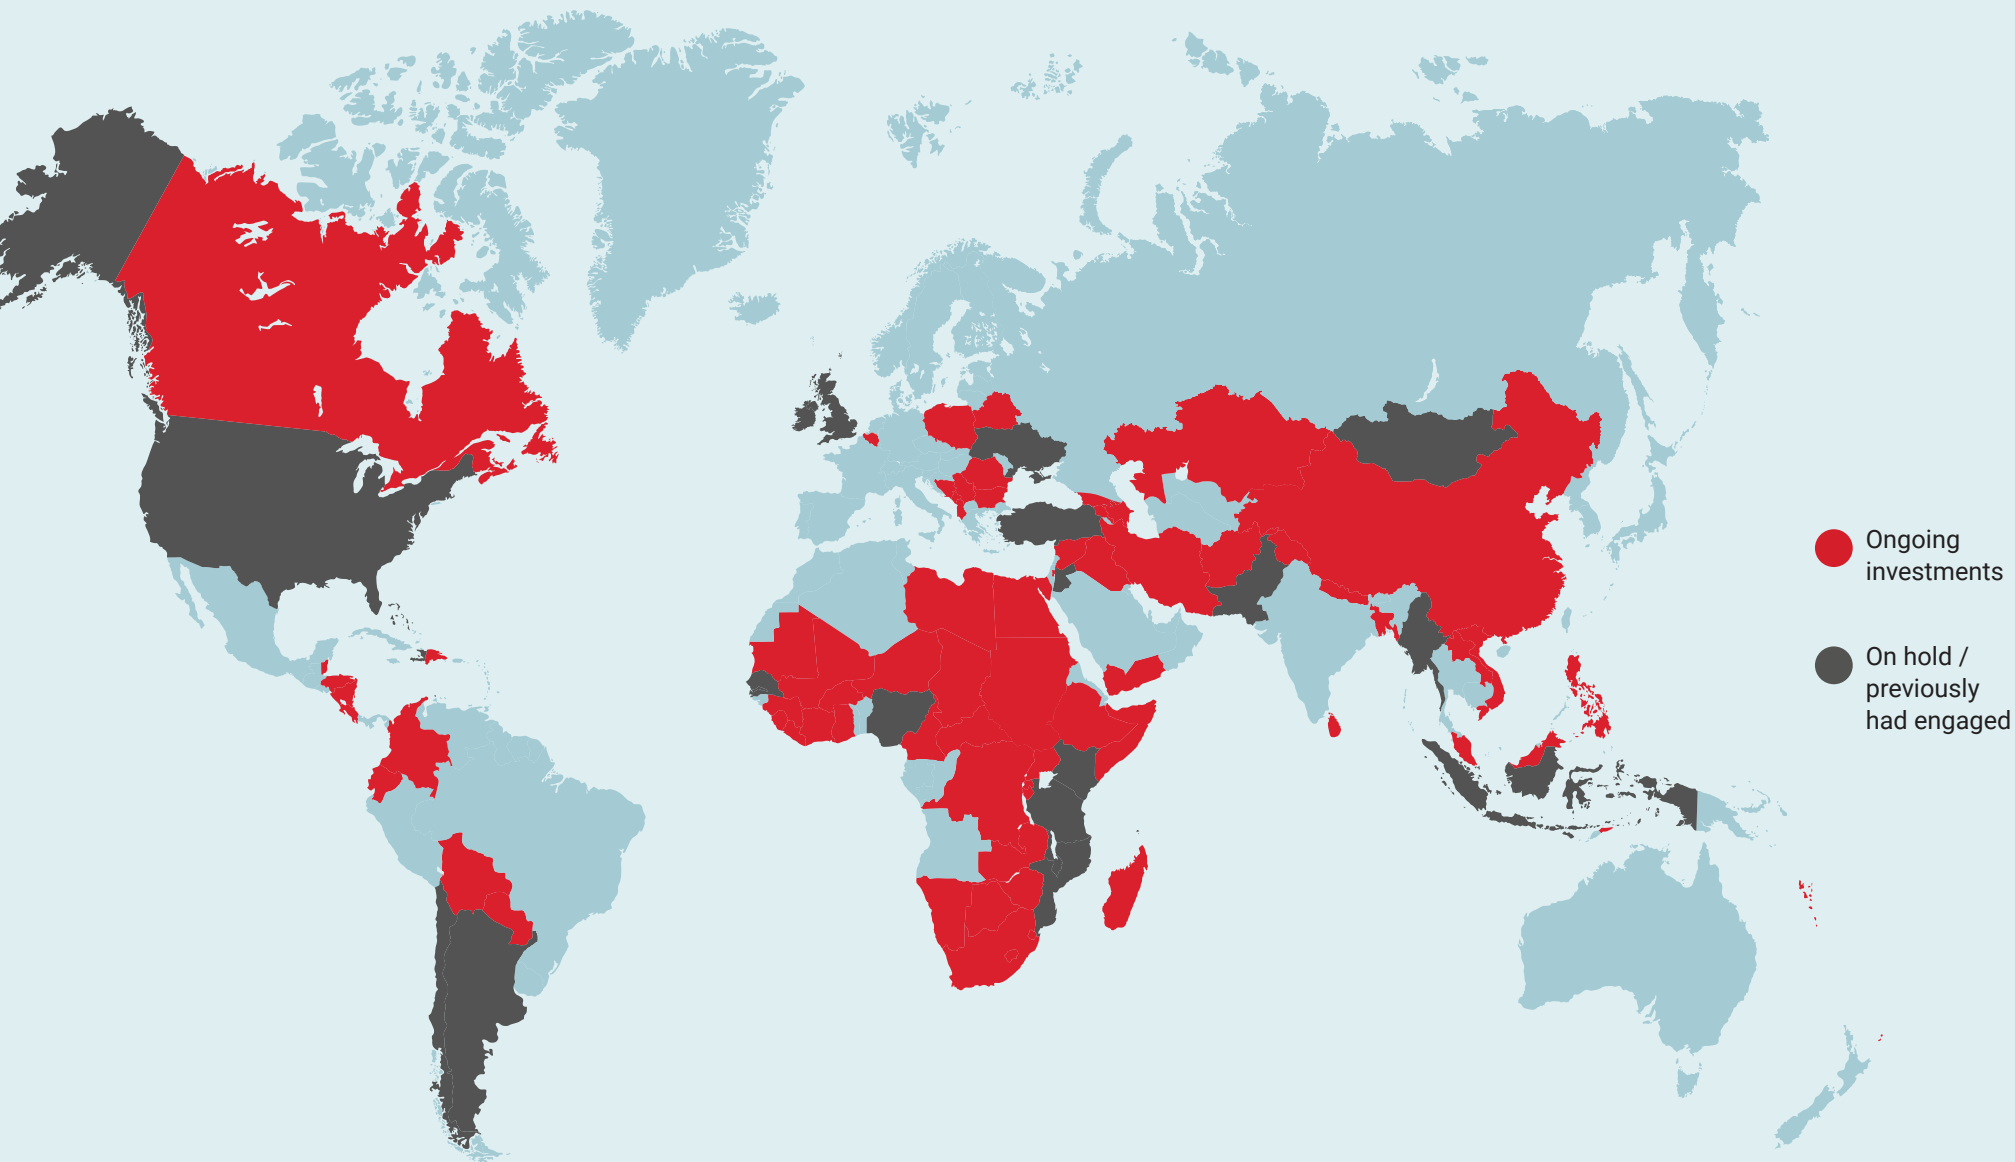 Ongoing
investments
On hold /
previously
had engaged